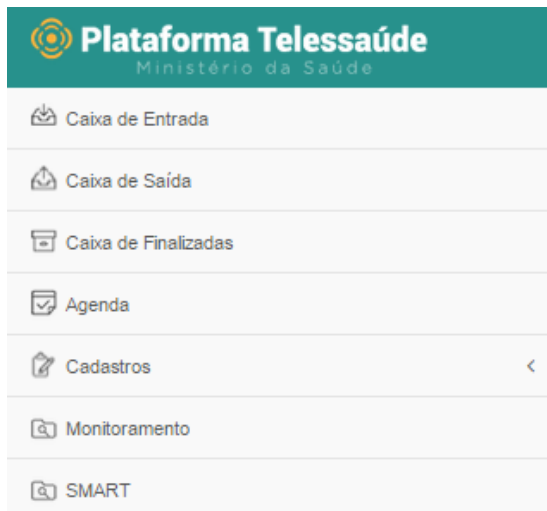 Plataforma Telessaúde
Ministério da Saúde
Caixa de Entrada
Caixa de Saída
Caixa de Finalizadas
Agenda
Cadastros
Monitoramento
SMART